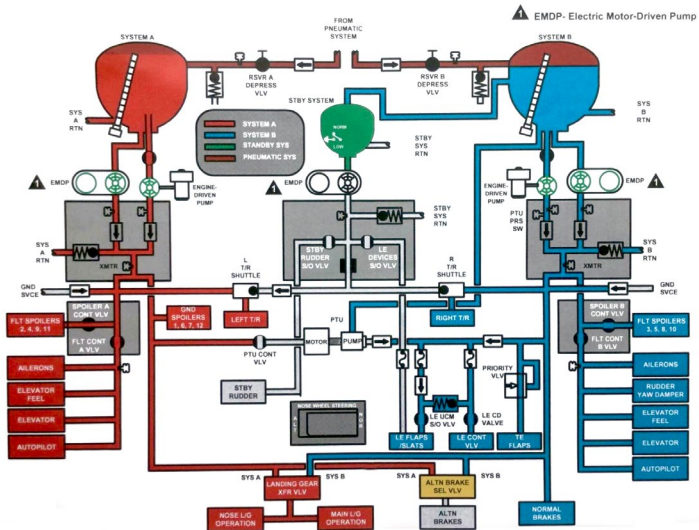 1 EMDP- Electric Motor-Driven Pump
FROM
PNEUMATIC
SYSTEM
SYSTEM A
SYSTEM B
RSVR A
DEPRESS
VLV
RSVR B
DEPRESS
VLV
STBY SYSTEM
SYS
A
RTN
SYS
B
RTN
SYSTEM A
SYSTEM B
STANDBY SYS
PNEUMATIC SYS
NORM
LOW
STBY
SYS
RTN
1
EMDP
ENGINE-
DRIVEN
PUMP
1
EMDP
ENGINE-
DRIVEN
PUMP
EMDP
1
PTU
PRS
SW
STBY
SYS
RTN
SYS
A
RTN
XMTR
STBY
RUDDER
S/O VLV
LE
DEVICES
S/O VLV
SYS
B
RTN
XMTR
L
T/R
SHUTTLE
R
T/R
SHUTTLE
GND
SVCE
GND
SVCE
SPOILER A
CONT VLV
GND
SPOILERS
1, 6, 7, 12
LEFT T/R
RIGHT T/R
SPOILER B
CONT VLV
FLT SPOILERS
2, 4, 9, 11
FLT SPOILERS
3, 5, 8, 10
PTU
FLT CONT
A VLV
MOTOR
PUMP
FLT CONT
B VLV
PTU CONT
VLV
AILERONS
PRIORITY
VLV
AILERONS
ELEVATOR
FEEL
STBY
RUDDER
RUDDER
YAW DAMPER
NOSE WHEEL STEERING
ELEVATOR
LE UCM
S/O VLV
LE CD
VALVE
ELEVATOR
FEEL
AUTOPILOT
LE FLAPS
/SLATS
LE CONT
VLV
TE
FLAPS
ELEVATOR
AUTOPILOT
SYS A
SYS B
SYS A
SYS B
LANDING GEAR
XFR VLV
ALTN BRAKE
SEL VLV
NOSE L/G
OPERATION
MAIN L/G
OPERATION
ALTN
BRAKES
NORMAL
BRAKES